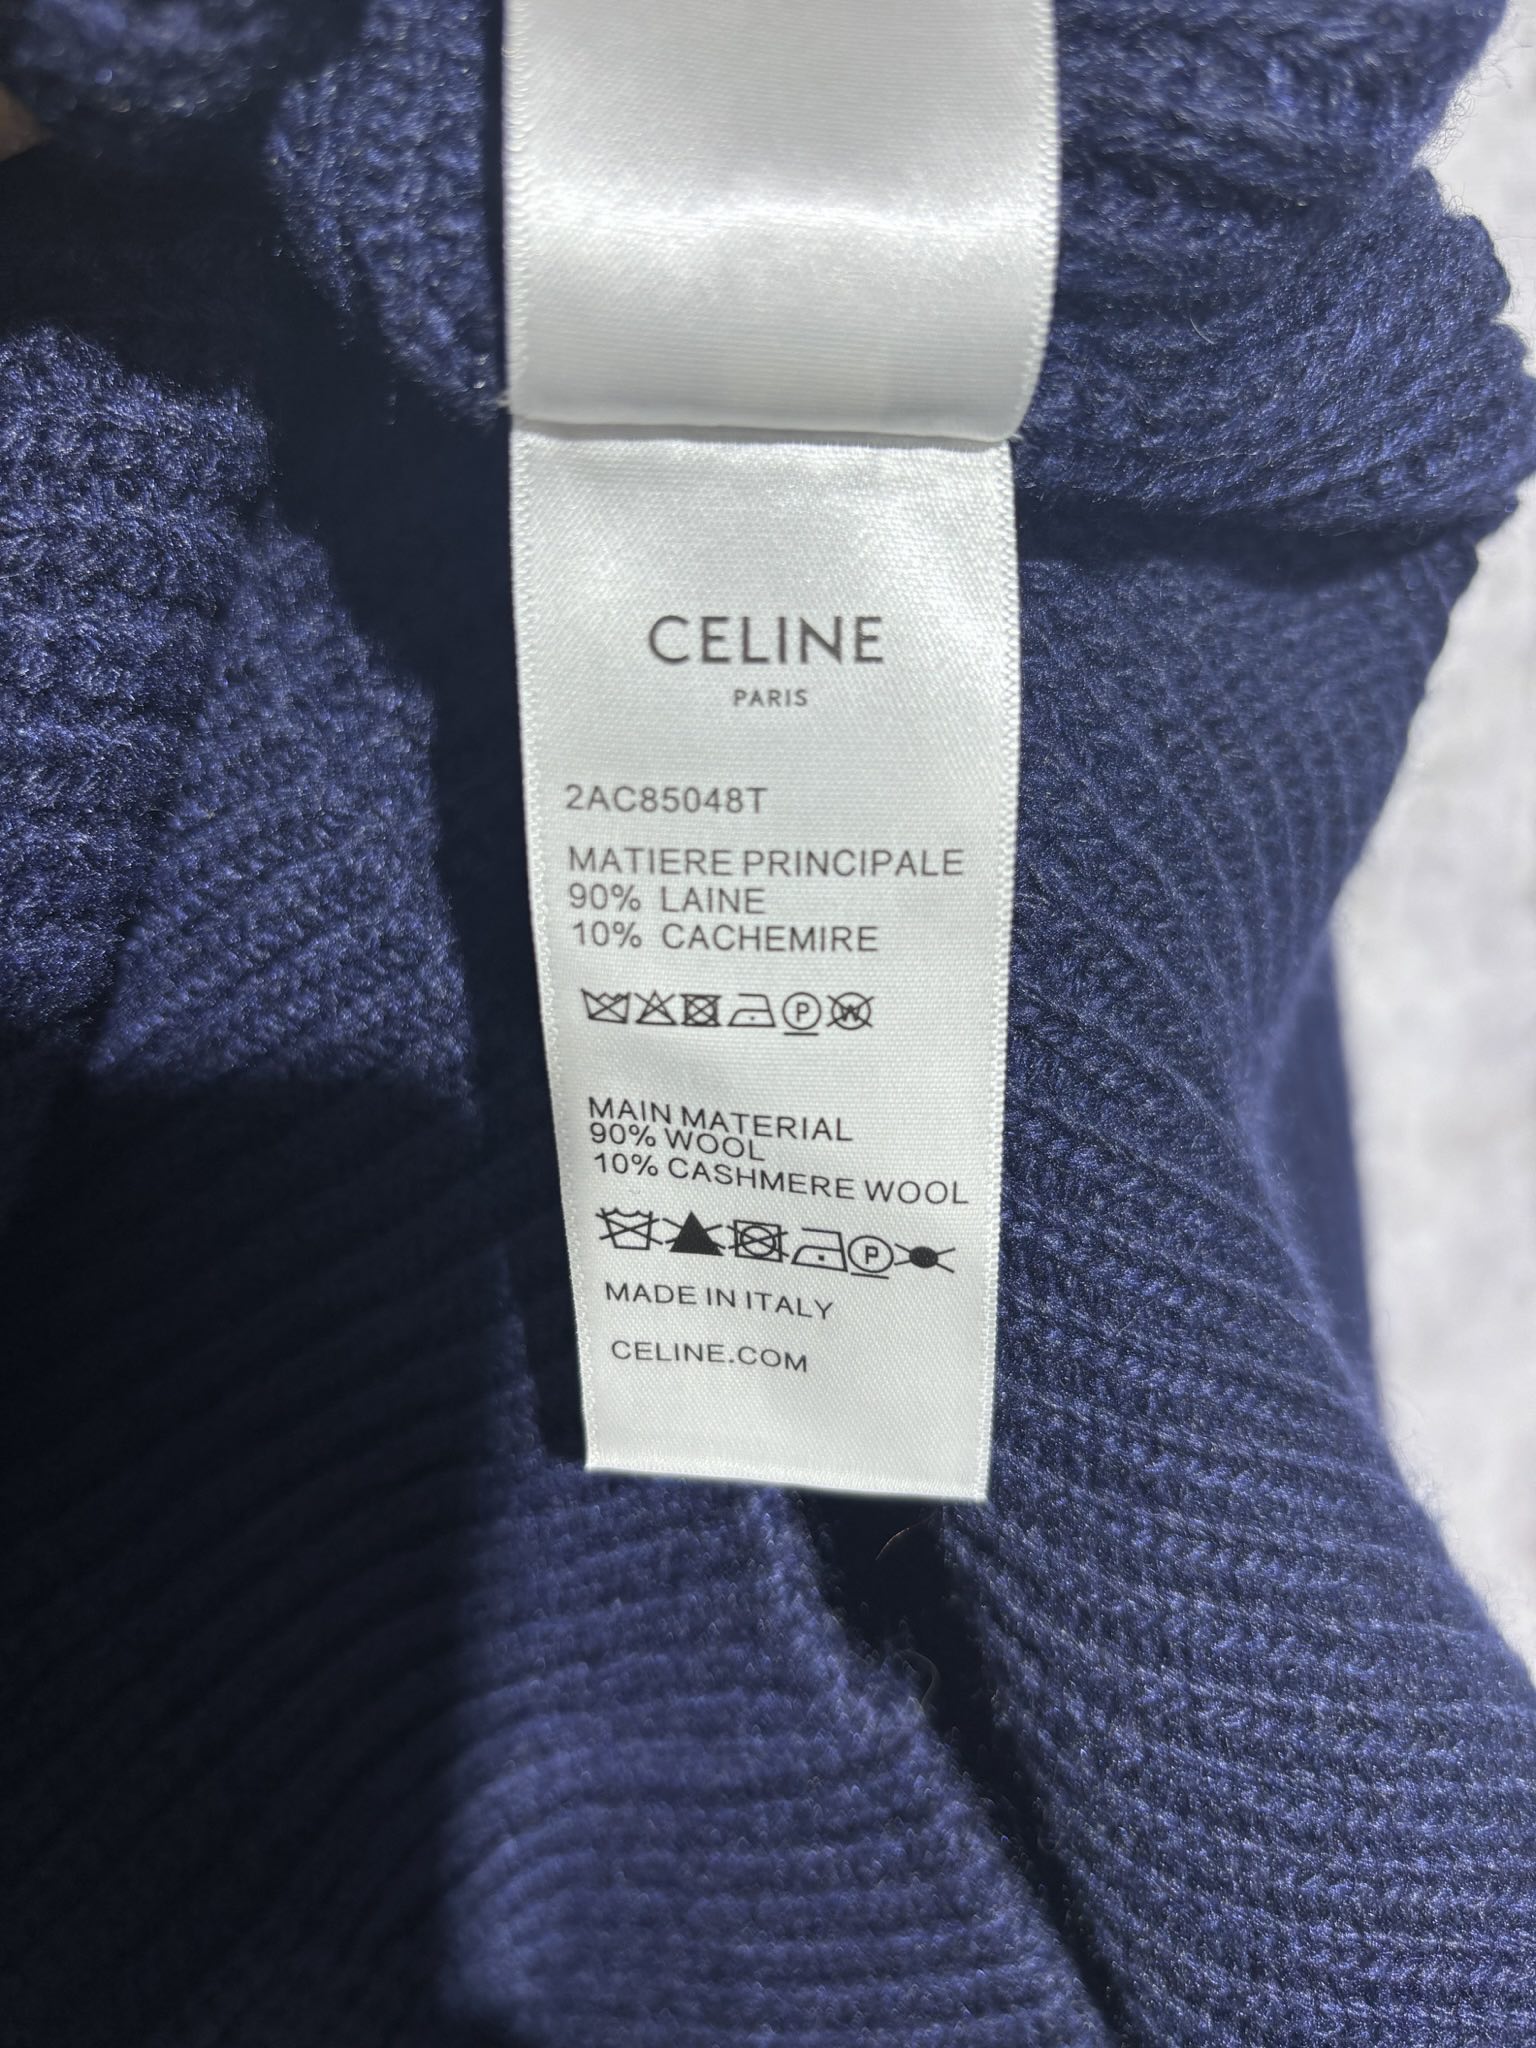 CELINE
PARIS
2AC85048T
MATIERE PRINCIPALE
90% LAINE
10% CACHEMIRE
P W
MAIN MATERIAL
90% WOOL
10% CASHMERE WOOL
P
MADE IN ITALY
CELINE.COM